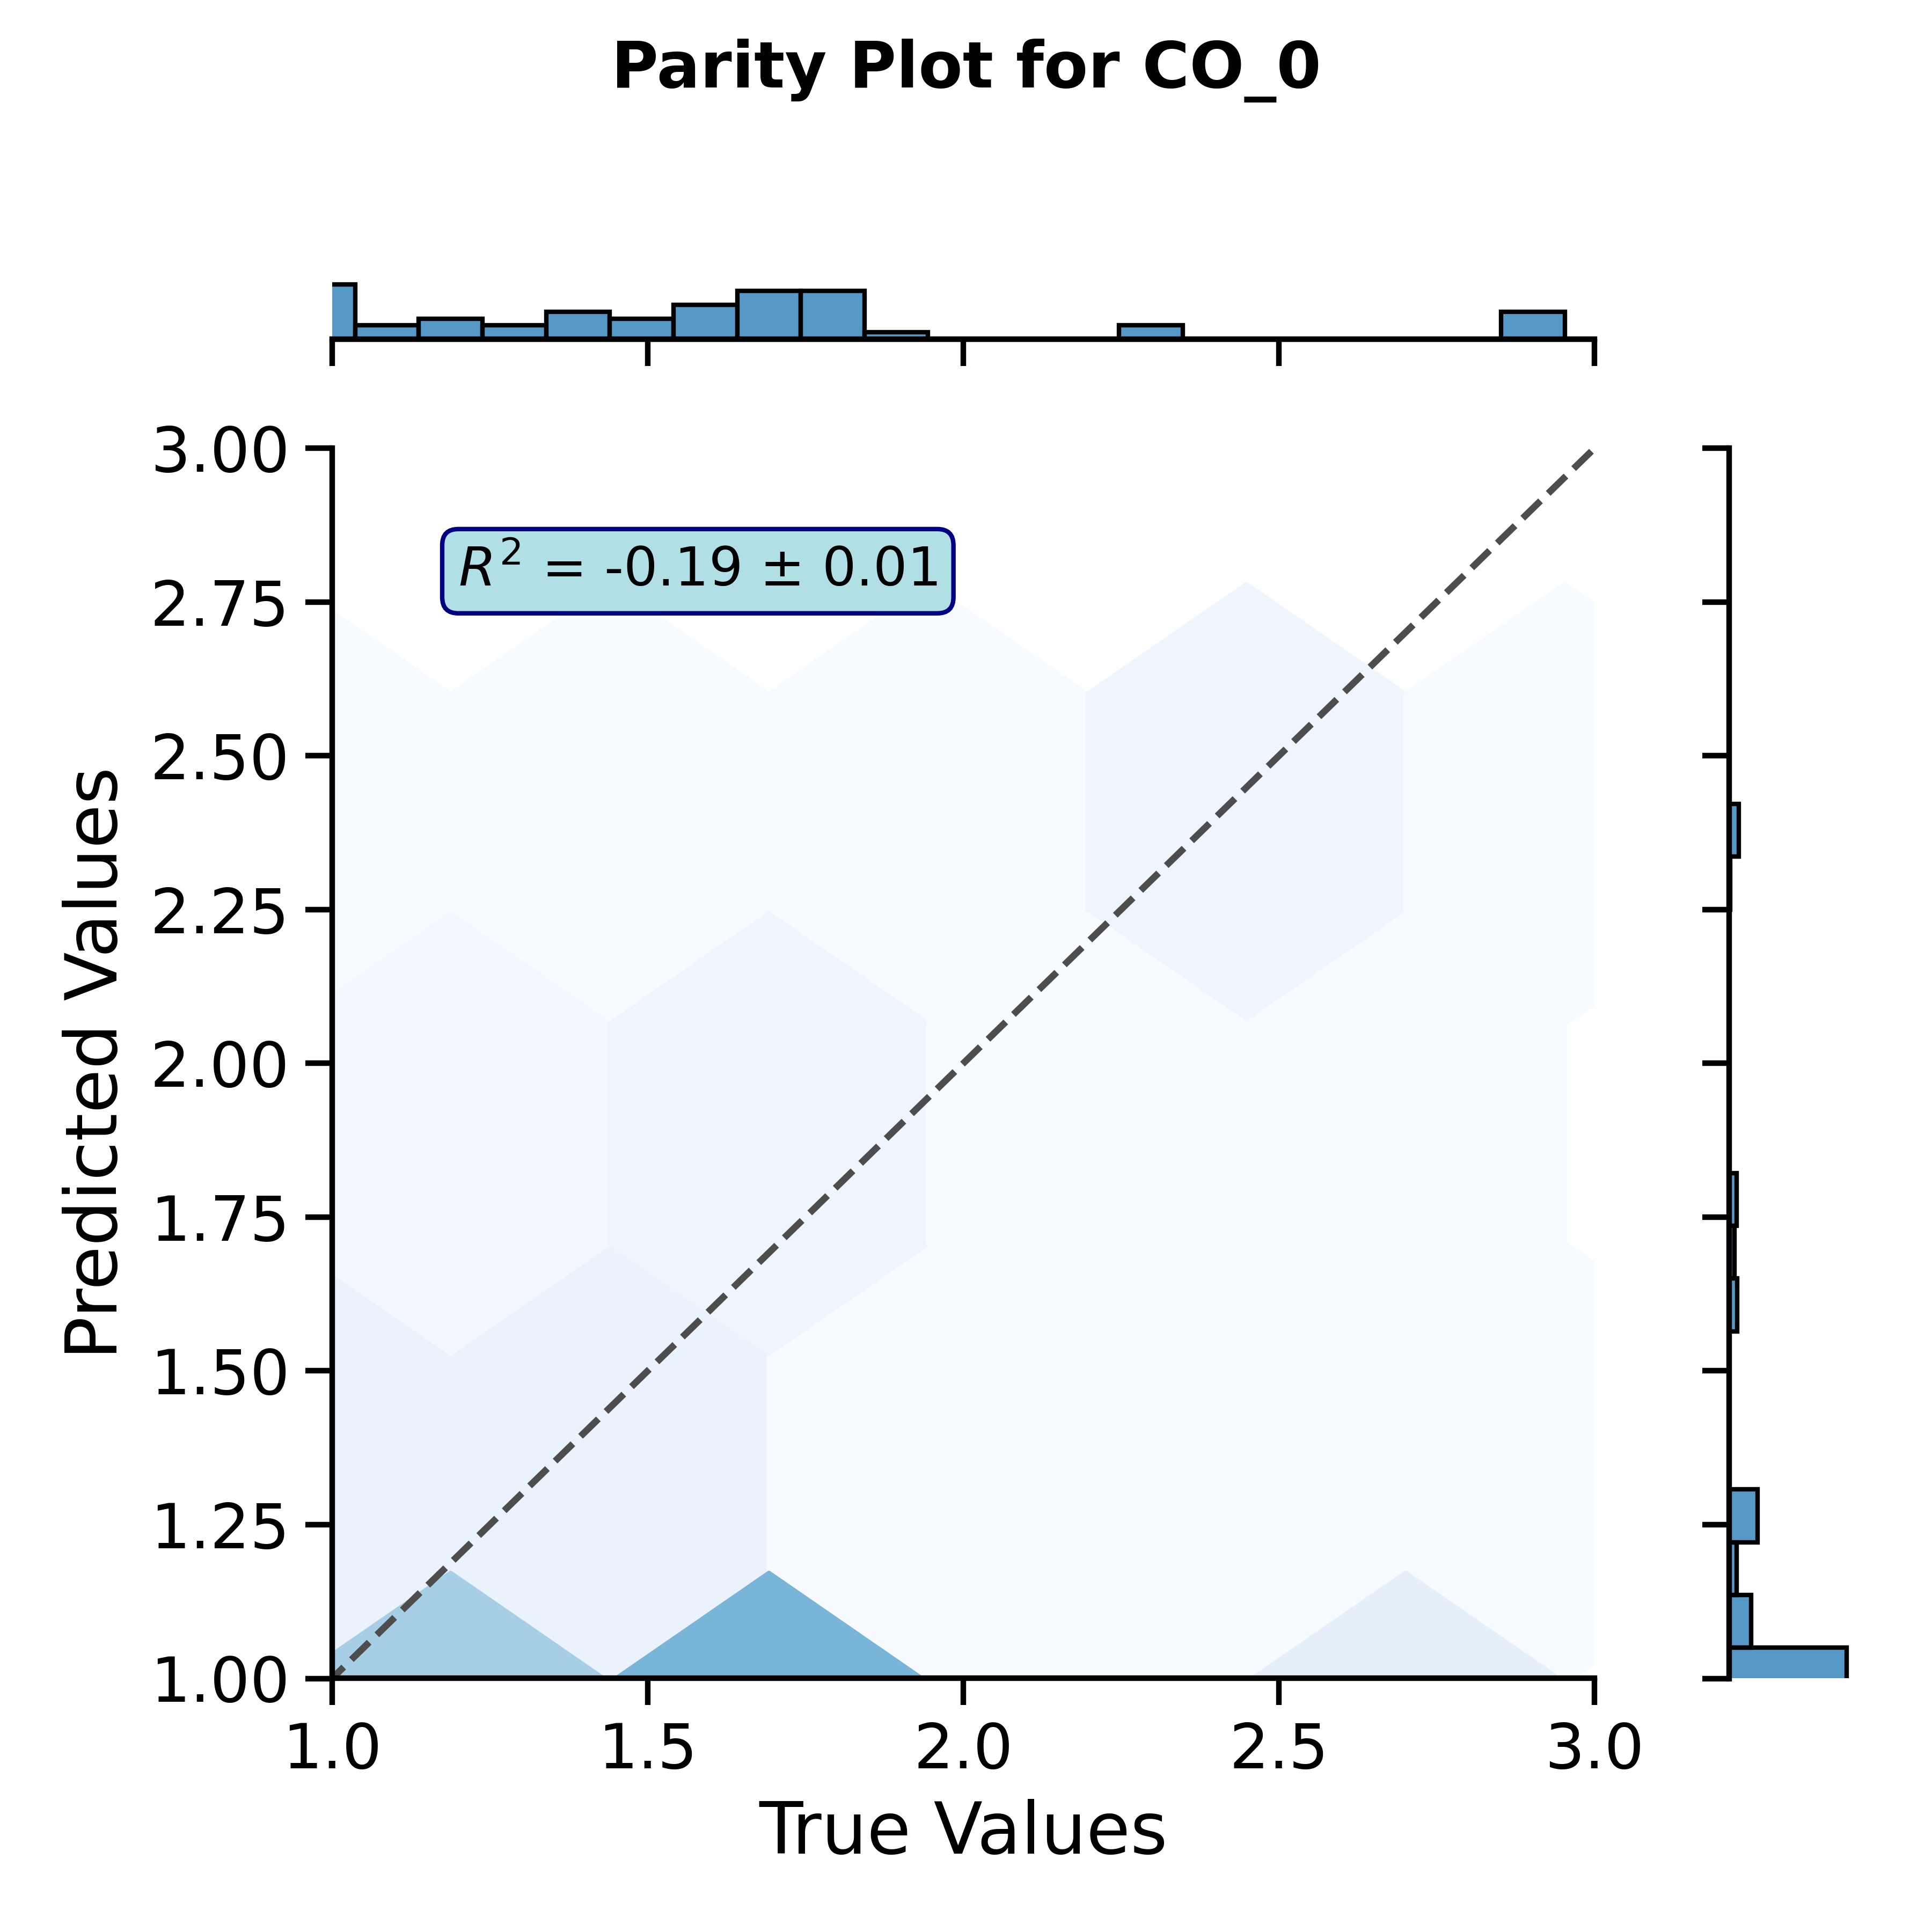 Parity Plot for CO_0
R² = -0.19 ± 0.01
Predicted Values
3.00
2.75
2.50
2.25
2.00
1.75
1.50
1.25
1.00
1.0 1.5 2.0 2.5 3.0
True Values